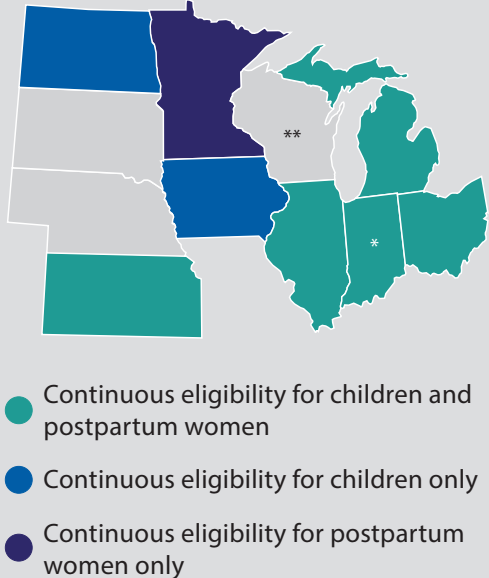 **
*
Continuous eligibility for children and
postpartum women
Continuous eligibility for children only
Continuous eligibility for postpartum
women only